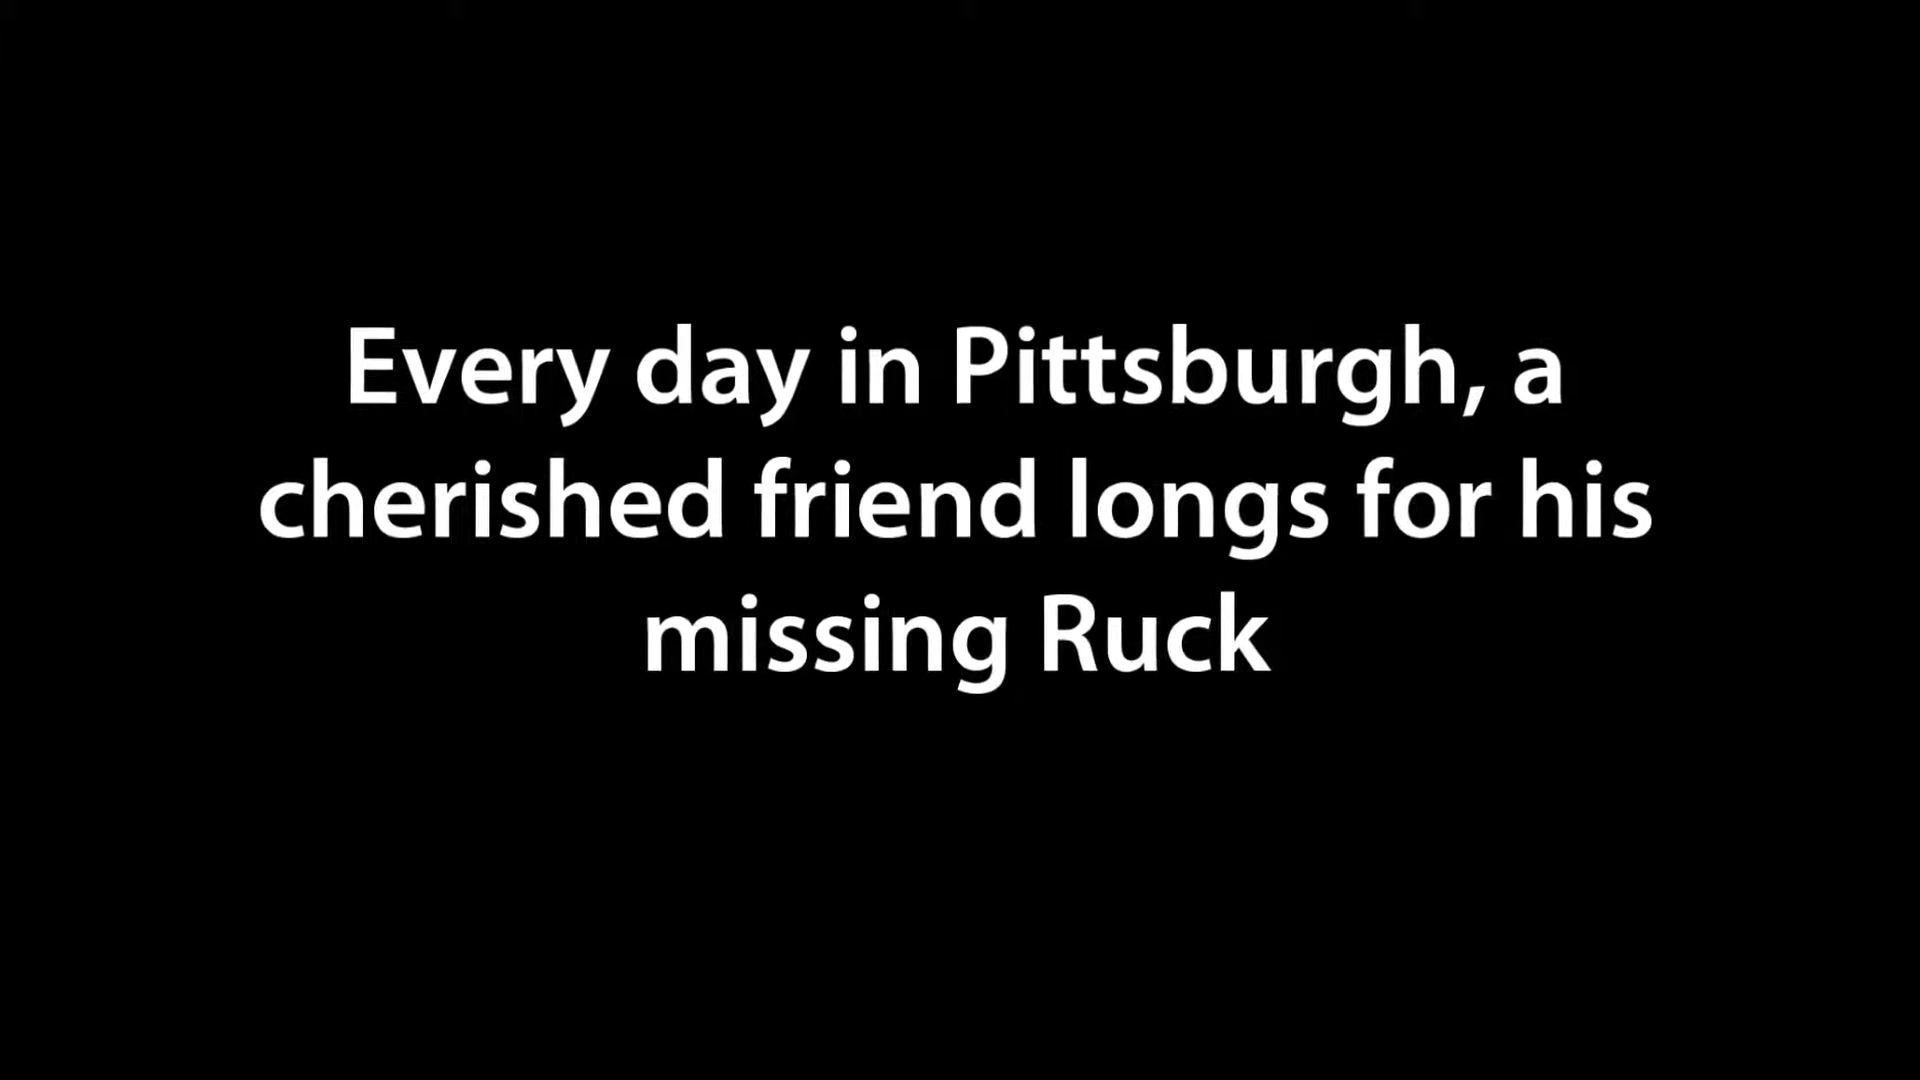 Every day in Pittsburgh, a
cherished friend longs for his
missing Ruck